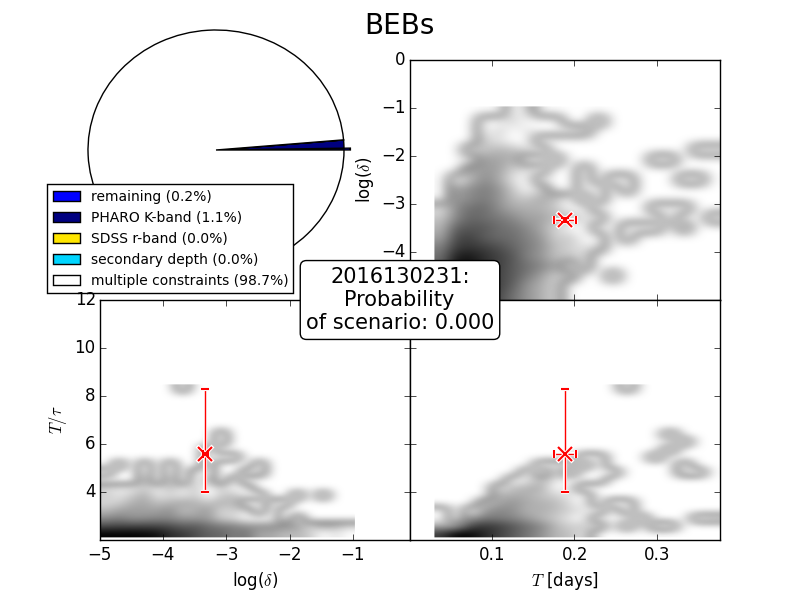 BEBs
0
−1
−2
−3
−4
log(δ)
remaining (0.2%)
PHARO K-band (1.1%)
SDSS r-band (0.0%)
secondary depth (0.0%)
multiple constraints (98.7%)
2016130231:
Probability
of scenario: 0.000
12
10
8
6
4
T/τ
−5 −4 −3 −2 −1
log(δ)
0.1 0.2 0.3
T [days]